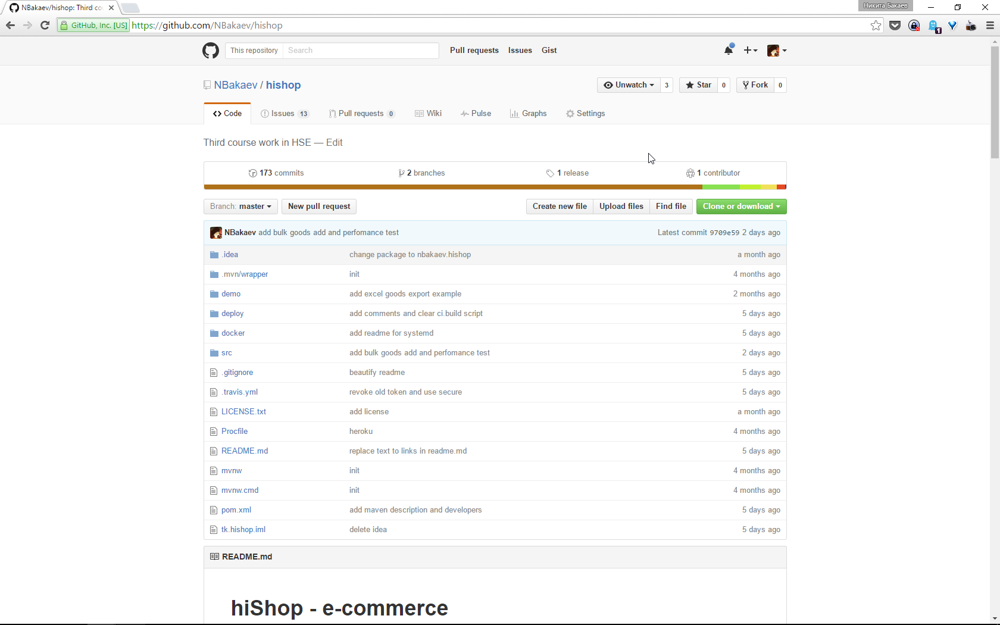 NBakaev/hishop: Third co
Никита Бакаев
GitHub, Inc. [US] https://github.com/NBakaev/hishop
1
This repository Search Pull requests Issues Gist
NBakaev / hishop Unwatch 3 Star 0 Fork 0
Code Issues 13 Pull requests 0 Wiki Pulse Graphs Settings
Third course work in HSE — Edit
173 commits 2 branches 1 release 1 contributor
Branch: master New pull request Create new file Upload files Find file Clone or download
NBakaev add bulk goods add and perfomance test Latest commit 9709e59 2 days ago
.idea change package to nbakaev.hishop a month ago
.mvn/wrapper init 4 months ago
demo add excel goods export example 2 months ago
deploy add comments and clear ci.build script 5 days ago
docker add readme for systemd 5 days ago
src add bulk goods add and perfomance test 2 days ago
.gitignore beautify readme 5 days ago
.travis.yml revoke old token and use secure 5 days ago
LICENSE.txt add license a month ago
Procfile heroku 4 months ago
README.md replace text to links in readme.md 5 days ago
mvnw init 4 months ago
mvnw.cmd init 4 months ago
pom.xml add maven description and developers 5 days ago
tk.hishop.iml delete idea 5 days ago
README.md
hiShop - e-commerce